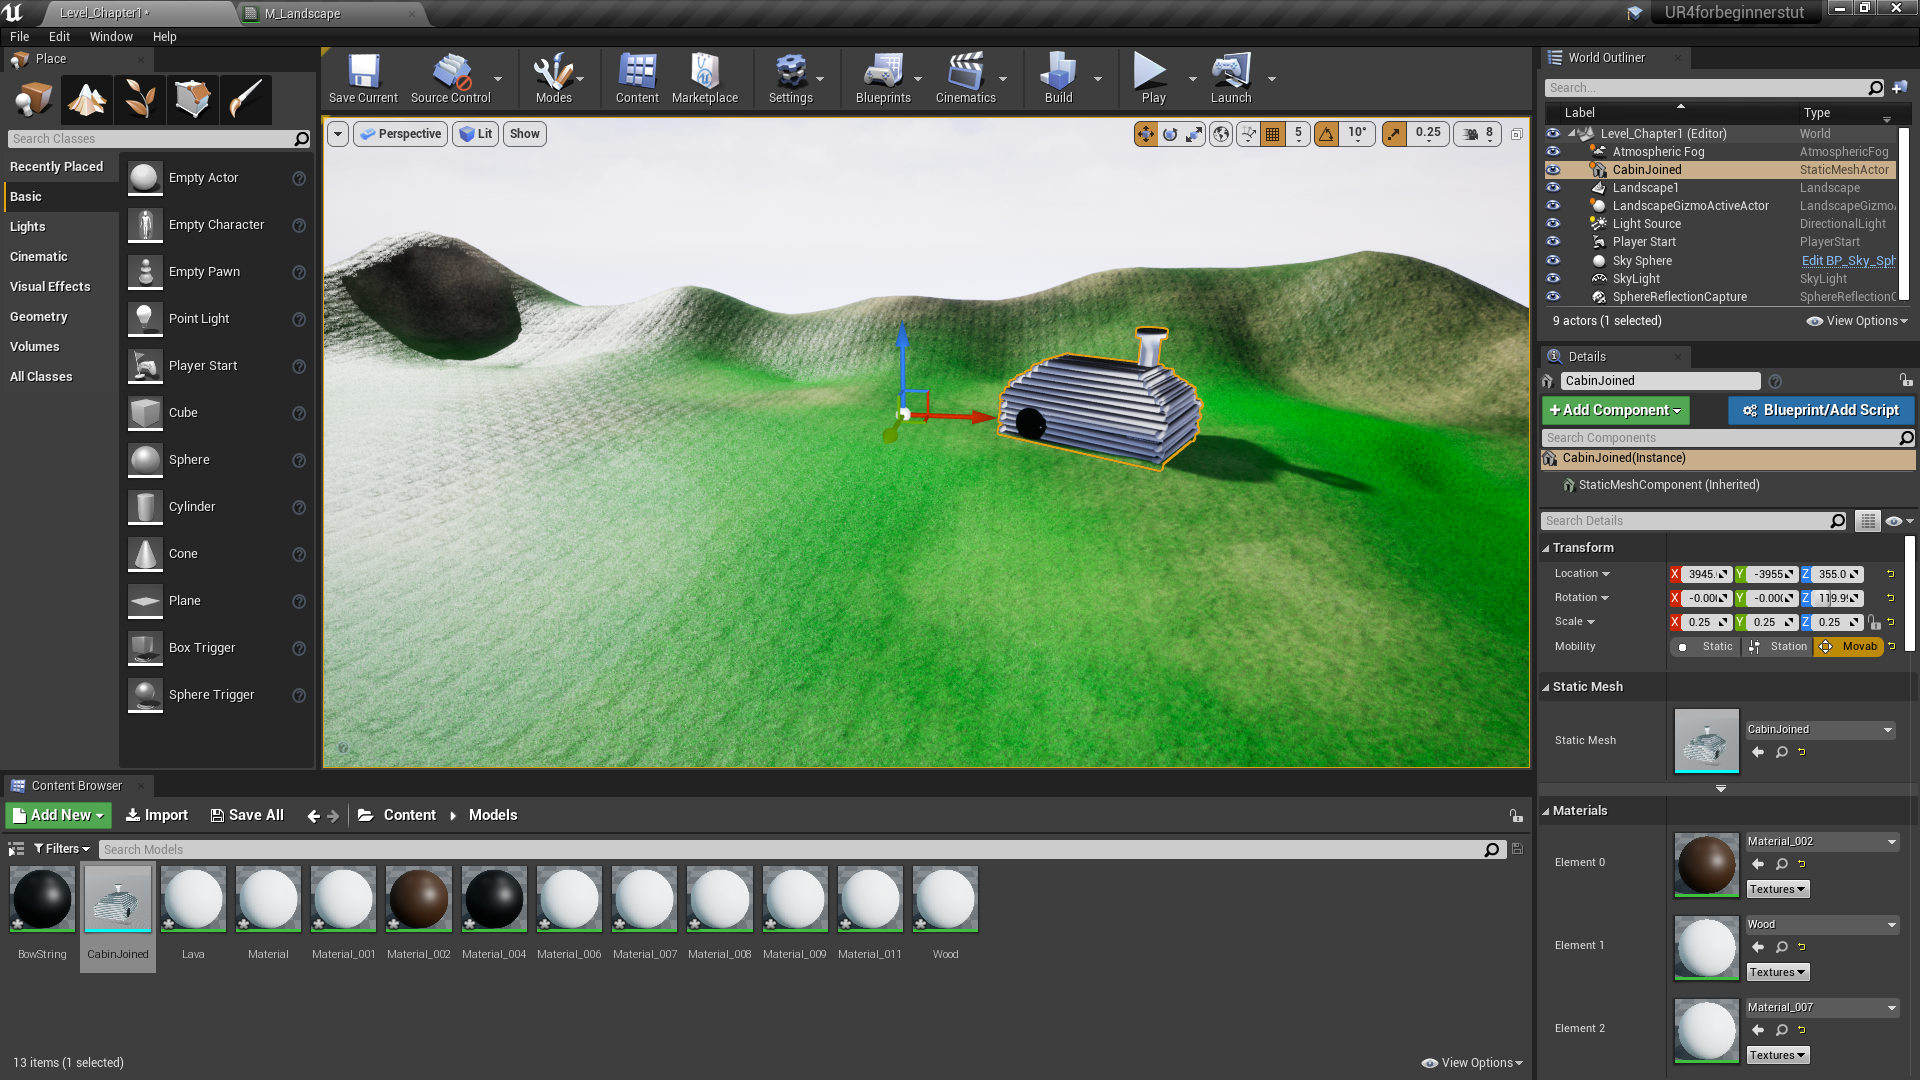 Level_Chapter1*
M_Landscape
UR4forbeginnerstut
File Edit Window Help
Place
Search Classes
Recently Placed
Basic
Lights
Cinematic
Visual Effects
Geometry
Volumes
All Classes
Empty Actor
Empty Character
Empty Pawn
Point Light
Player Start
Cube
Sphere
Cylinder
Cone
Plane
Box Trigger
Sphere Trigger
Save Current Source Control Modes Content Marketplace Settings Blueprints Cinematics Build Play Launch
Perspective Lit Show
5 10° 0.25 8
World Outliner
Search...
Label Type
Level_Chapter1 (Editor) World
Atmospheric Fog AtmosphericFog
CabinJoined StaticMeshActor
Landscape1 Landscape
LandscapeGizmoActiveActor LandscapeGizmo
Light Source DirectionalLight
Player Start PlayerStart
Sky Sphere Edit BP_Sky_Sph
SkyLight SkyLight
SphereReflectionCapture SphereReflectionC
9 actors (1 selected) View Options
Details
CabinJoined
+Add Component Blueprint/Add Script
Search Components
CabinJoined(Instance)
StaticMeshComponent (Inherited)
Search Details
Transform
Location X 3945. Y -3955 Z 355.0
Rotation X -0.00 Y -0.00 Z 119.9
Scale X 0.25 Y 0.25 Z 0.25
Mobility Static Station Movab
Static Mesh
Static Mesh CabinJoined
Materials
Element 0 Material_002
Textures
Element 1 Wood
Textures
Element 2 Material_007
Textures
Content Browser
Add New Import Save All Content Models
Filters Search Models
BowString CabinJoined Lava Material Material_001 Material_002 Material_004 Material_006 Material_007 Material_008 Material_009 Material_011 Wood
13 items (1 selected) View Options